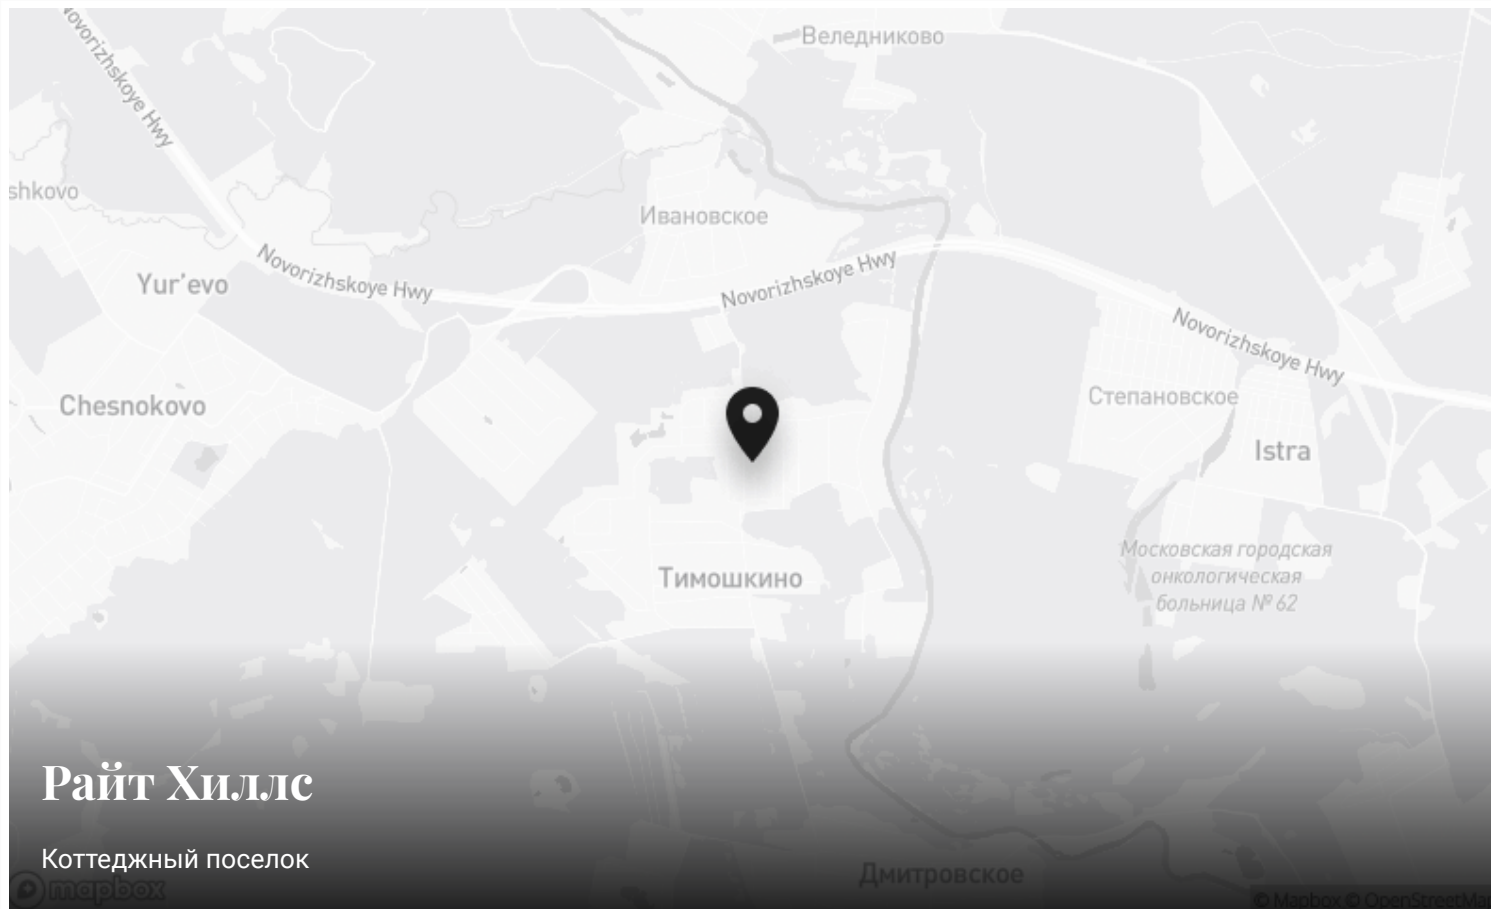 Novorizhskoye Hwy
Веледниково
shkovo
Ивановское
Novorizhskoye Hwy
Novorizhskoye Hwy
Yur'evo
Novorizhskoye Hwy
Chesnokovo
Степановское
Istra
Московская городская
онкологическая
больница № 62
Тимошкино
Райт Хиллс
Коттеджный поселок
Дмитровское
mapbox
© Mapbox © OpenStreetMa